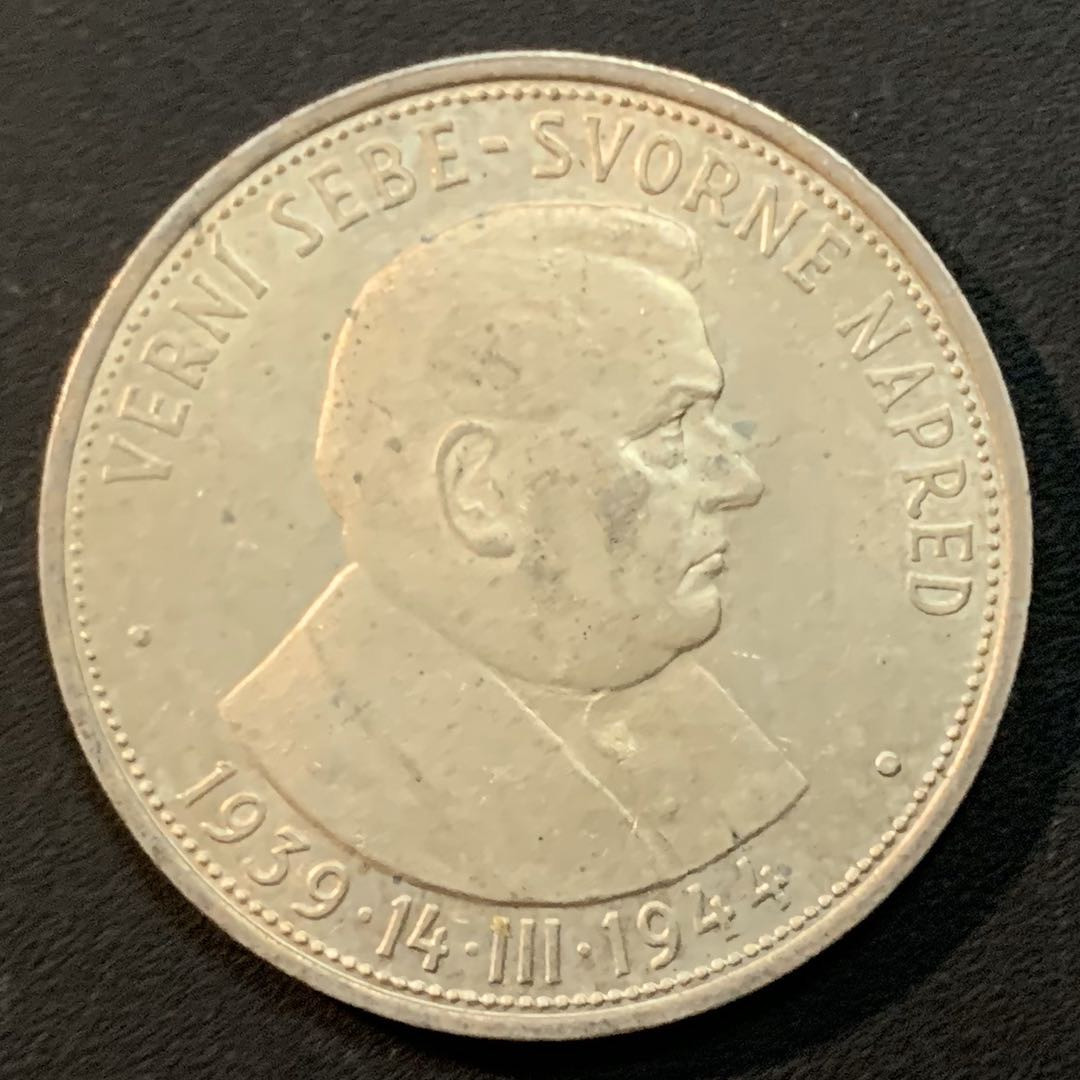 VERNÍ SEBE - SVORNE NAPRED
1939 · 14 · III · 1944